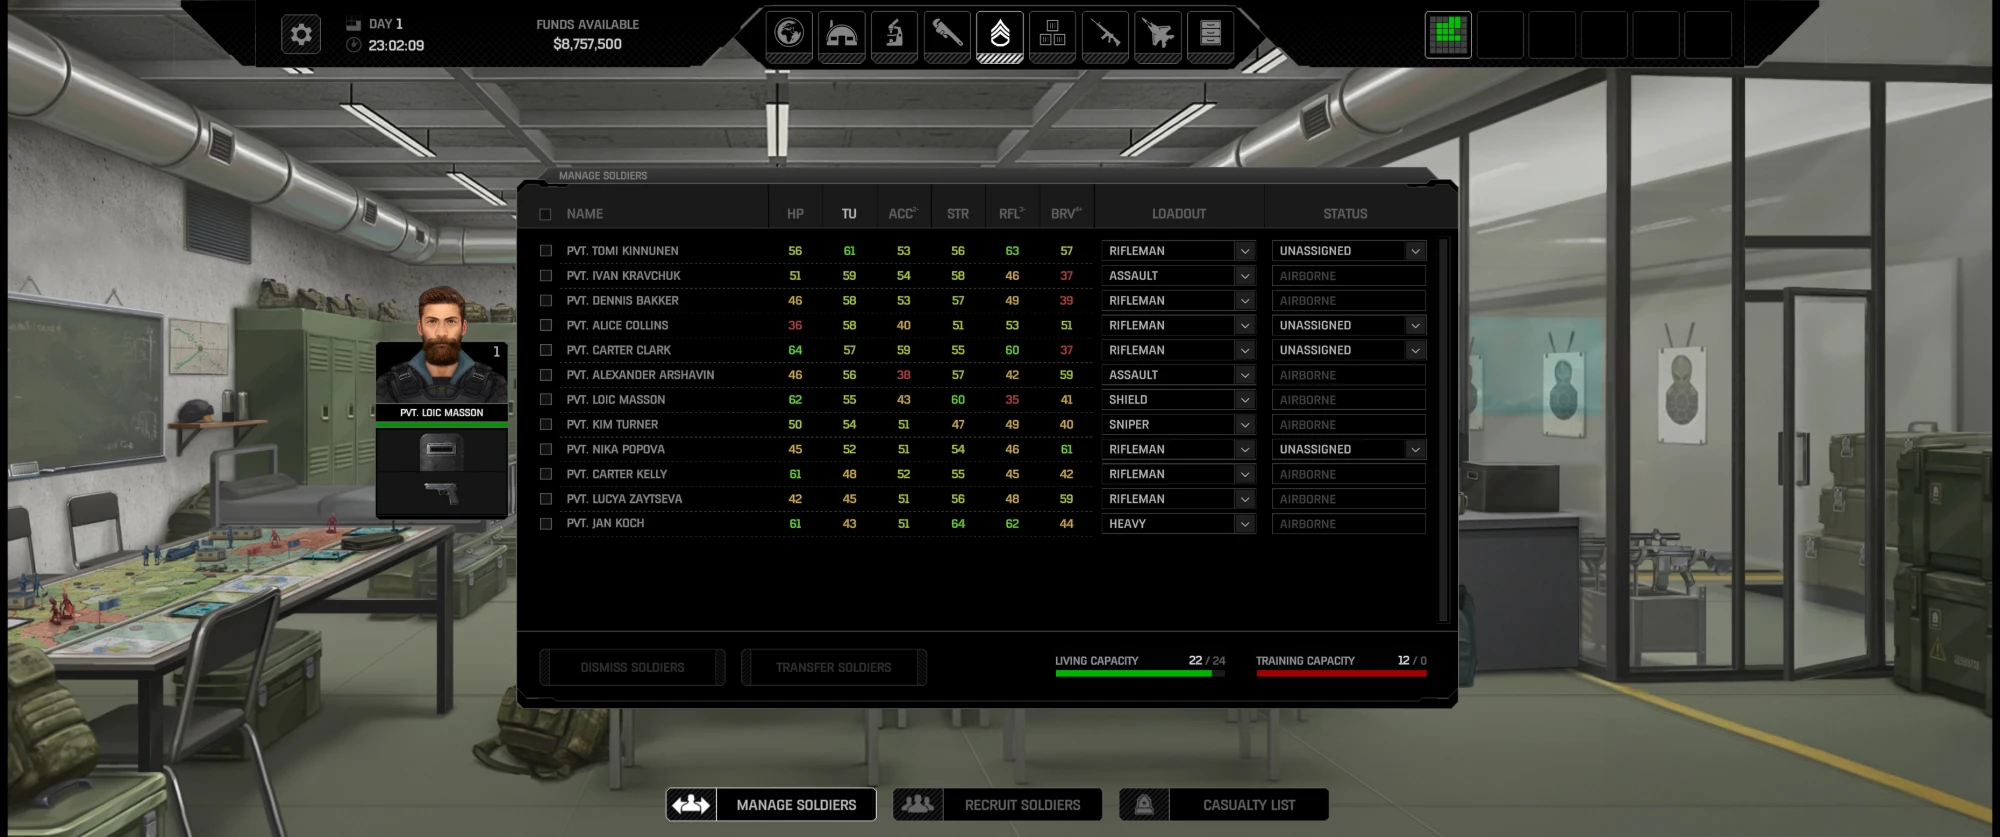 DAY 1
23:02:09
FUNDS AVAILABLE
$8,757,500
MANAGE SOLDIERS
NAME HP TU ACC STR RFL BRV LOADOUT STATUS
PVT. TOMI KINNUNEN 56 61 53 56 63 57 RIFLEMAN UNASSIGNED
PVT. IVAN KRAVCHUK 51 59 54 58 46 37 ASSAULT AIRBORNE
PVT. DENNIS BAKKER 46 58 53 57 49 39 RIFLEMAN AIRBORNE
PVT. ALICE COLLINS 36 58 40 51 53 51 RIFLEMAN UNASSIGNED
PVT. CARTER CLARK 64 57 59 55 60 37 RIFLEMAN UNASSIGNED
PVT. ALEXANDER ARSHAVIN 46 56 38 57 42 59 ASSAULT AIRBORNE
PVT. LOIC MASSON 62 55 43 60 35 41 SHIELD AIRBORNE
PVT. KIM TURNER 50 54 51 47 49 40 SNIPER AIRBORNE
PVT. NIKA POPOVA 45 52 51 54 46 61 RIFLEMAN UNASSIGNED
PVT. CARTER KELLY 61 48 52 55 45 42 RIFLEMAN AIRBORNE
PVT. LUCYA ZAYTSEVA 42 45 51 56 48 59 RIFLEMAN AIRBORNE
PVT. JAN KOCH 61 43 51 64 62 44 HEAVY AIRBORNE
1
PVT. LOIC MASSON
DISMISS SOLDIERS
TRANSFER SOLDIERS
LIVING CAPACITY 22 / 24
TRAINING CAPACITY 12 / 0
MANAGE SOLDIERS
RECRUIT SOLDIERS
CASUALTY LIST